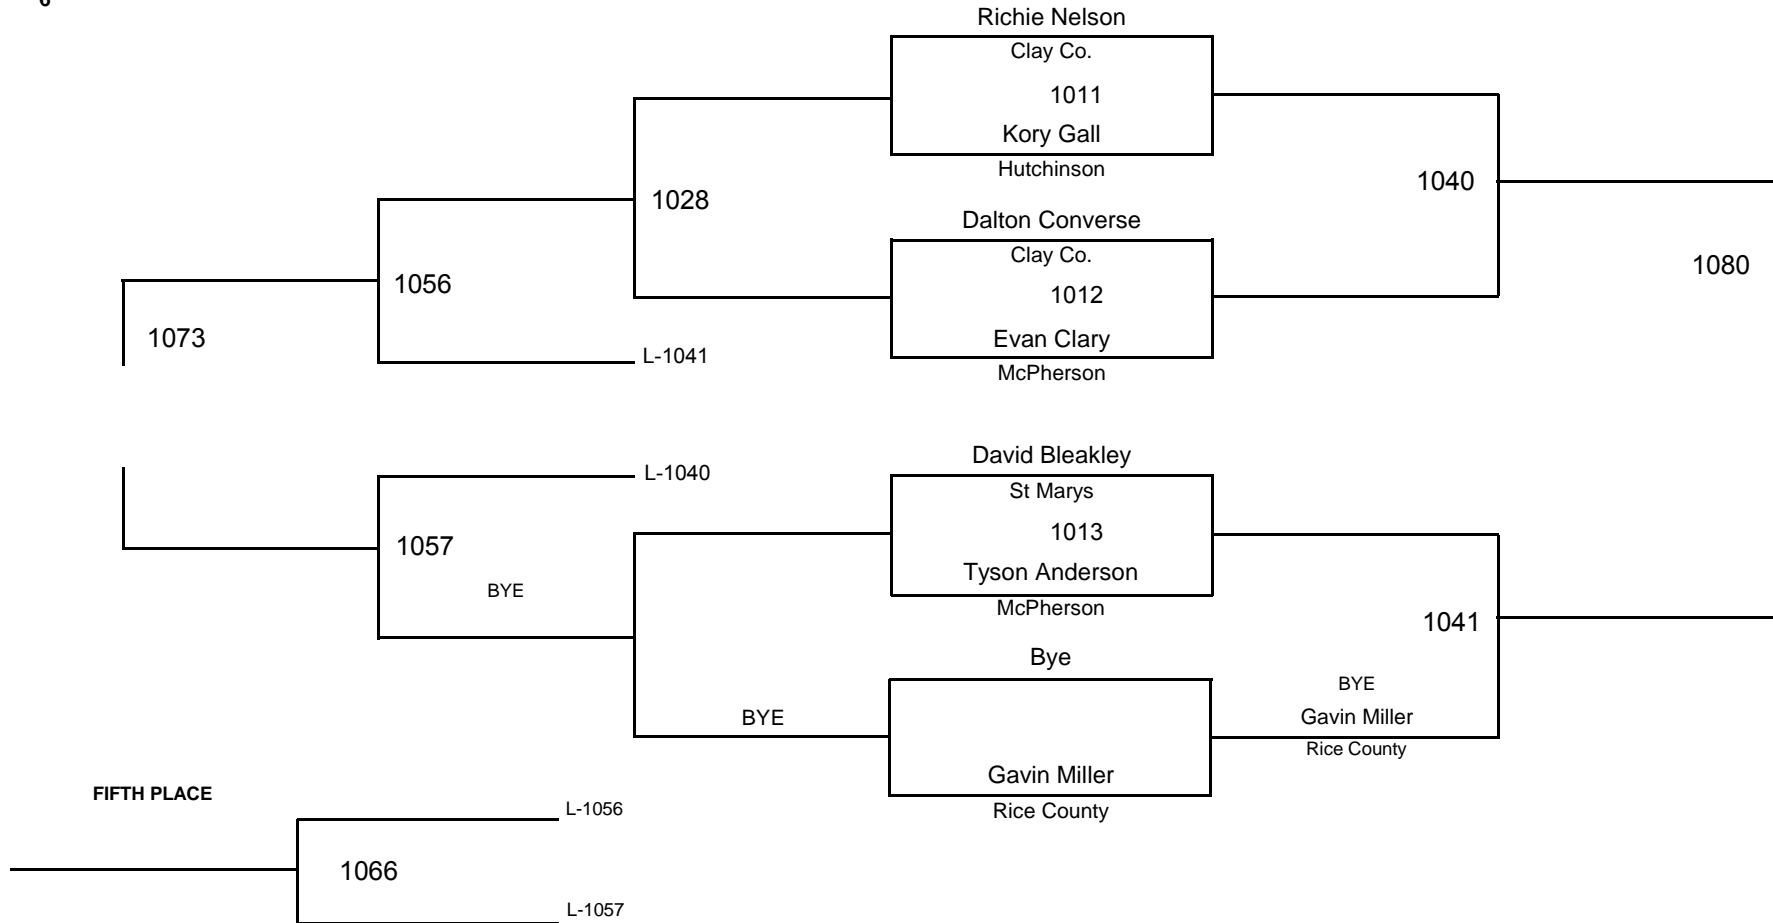 6
Richie Nelson
Clay Co.
1011
Kory Gall
Hutchinson
1028
1040
Dalton Converse
Clay Co.
1012
Evan Clary
McPherson
1056
1080
1073
L-1041
David Bleakley
St Marys
1013
Tyson Anderson
McPherson
L-1040
1057
BYE
1041
Bye
BYE
Gavin Miller
Rice County
BYE
Gavin Miller
Rice County
FIFTH PLACE
L-1056
1066
L-1057